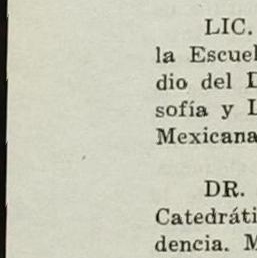 LIC.
la Escuel
dio del D
sofía y L
Mexicana
DR.
Catedráti
dencia. M